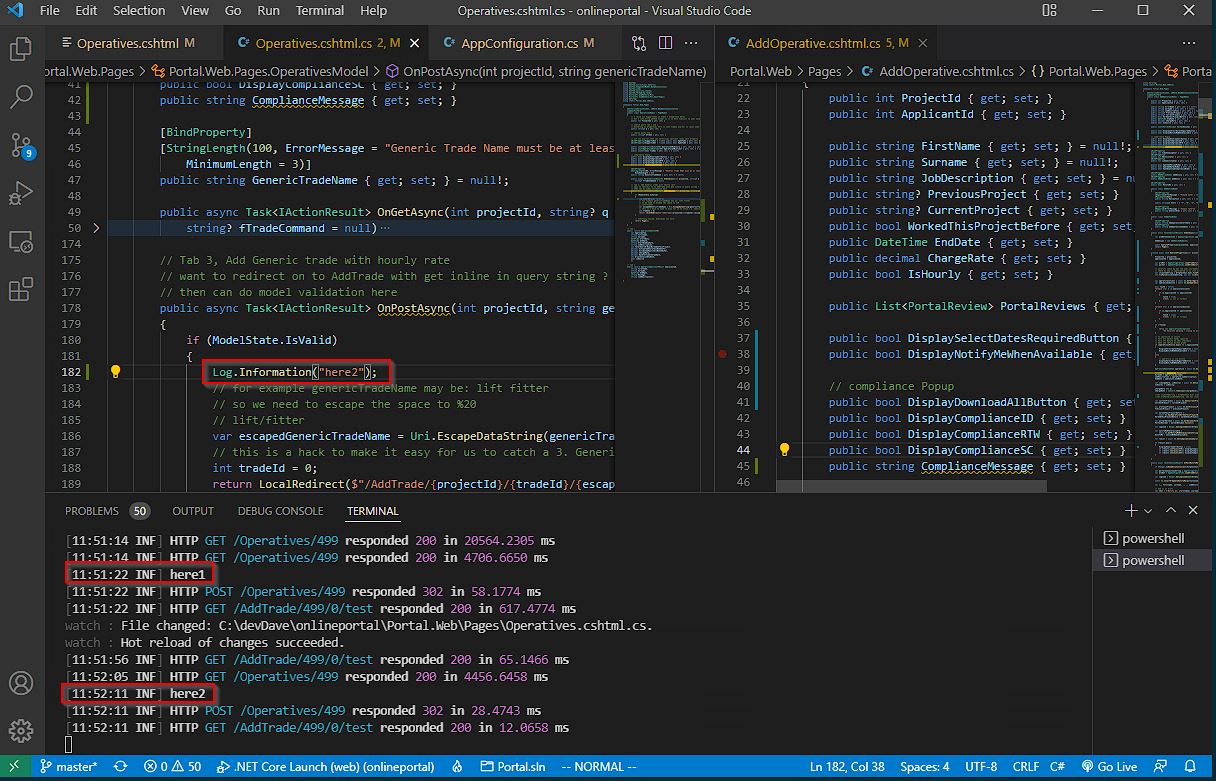 File Edit Selection View Go Run Terminal Help Operatives.cshtml.cs - onlineportal - Visual Studio Code
Operatives.cshtml M
Operatives.cshtml.cs 2, M
AppConfiguration.cs M
AddOperative.cshtml.cs 5, M
ortal.Web.Pages > Portal.Web.Pages.OperativesModel > OnPostAsync(int projectId, string genericTradeName)
Portal.Web > Pages > AddOperative.cshtml.cs > {} Portal.Web.Pages > Porta
41 public bool DisplayComplianceSC { get; set; }
42 public string ComplianceMessage { get; set; }
43
44 [BindProperty]
45 [StringLength(100, ErrorMessage = "Generic Trade Name must be at leas
46 MinimumLength = 3)]
47 public string GenericTradeName { get; set; } = null!;
48
49 public async Task<IActionResult> OnGetAsync(int projectId, string? q
50 string? fTradeCommand = null)…
174
175 // Tab 3, Add Generic trade with hourly rate
176 // want to redirect on to AddTrade with get inline in query string ?
177 // then can do model validation here
178 public async Task<IActionResult> OnPostAsync(int projectId, string ge
179 {
180 if (ModelState.IsValid)
181 {
182 Log.Information("here2");
183 // for example genericTradeName may be: lift fitter
184 // so we need to escape the space to %20
185 // lift/fitter
186 var escapedGenericTradeName = Uri.EscapeDataString(genericTra
187 // this is a hack to make it easy for us to catch a 3. Generi
188 int tradeId = 0;
189 return LocalRedirect($"/AddTrade/{projectId}/{tradeId}/{escap
21 {
22 public int ProjectId { get; set; }
23 public int ApplicantId { get; set; }
24
25 public string FirstName { get; set; } = null!;
26 public string Surname { get; set; } = null!;
27 public string JobDescription { get; set; } = nu
28 public string? PreviousProject { get; set; }
29 public string? CurrentProject { get; set; }
30 public bool WorkedThisProjectBefore { get; set;
31 public DateTime EndDate { get; set; }
32 public decimal ChargeRate { get; set; }
33 public bool IsHourly { get; set; }
34
35 public List<PortalReview> PortalReviews { get;
36
37 public bool DisplaySelectDatesRequiredButton {
38 public bool DisplayNotifyMeWhenAvailable { get;
39
40 // compliance Popup
41 public bool DisplayDownloadAllButton { get; set
42 public bool DisplayComplianceID { get; set; }
43 public bool DisplayComplianceRTW { get; set; }
44 public bool DisplayComplianceSC { get; set; }
45 public string ComplianceMessage { get; set; }
46
9
PROBLEMS 50 OUTPUT DEBUG CONSOLE TERMINAL
[11:51:14 INF] HTTP GET /Operatives/499 responded 200 in 20564.2305 ms
[11:51:14 INF] HTTP GET /Operatives/499 responded 200 in 4706.6650 ms
[11:51:22 INF] here1
[11:51:22 INF] HTTP POST /Operatives/499 responded 302 in 58.1774 ms
[11:51:22 INF] HTTP GET /AddTrade/499/0/test responded 200 in 617.4774 ms
watch : File changed: C:\devDave\onlineportal\Portal.Web\Pages\Operatives.cshtml.cs.
watch : Hot reload of changes succeeded.
[11:51:56 INF] HTTP GET /AddTrade/499/0/test responded 200 in 65.1466 ms
[11:52:05 INF] HTTP GET /Operatives/499 responded 200 in 4456.6458 ms
[11:52:11 INF] here2
[11:52:11 INF] HTTP POST /Operatives/499 responded 302 in 28.4743 ms
[11:52:11 INF] HTTP GET /AddTrade/499/0/test responded 200 in 12.0658 ms
powershell
powershell
master* 0 50 .NET Core Launch (web) (onlineportal) Portal.sln -- NORMAL -- Ln 182, Col 38 Spaces: 4 UTF-8 CRLF C# Go Live